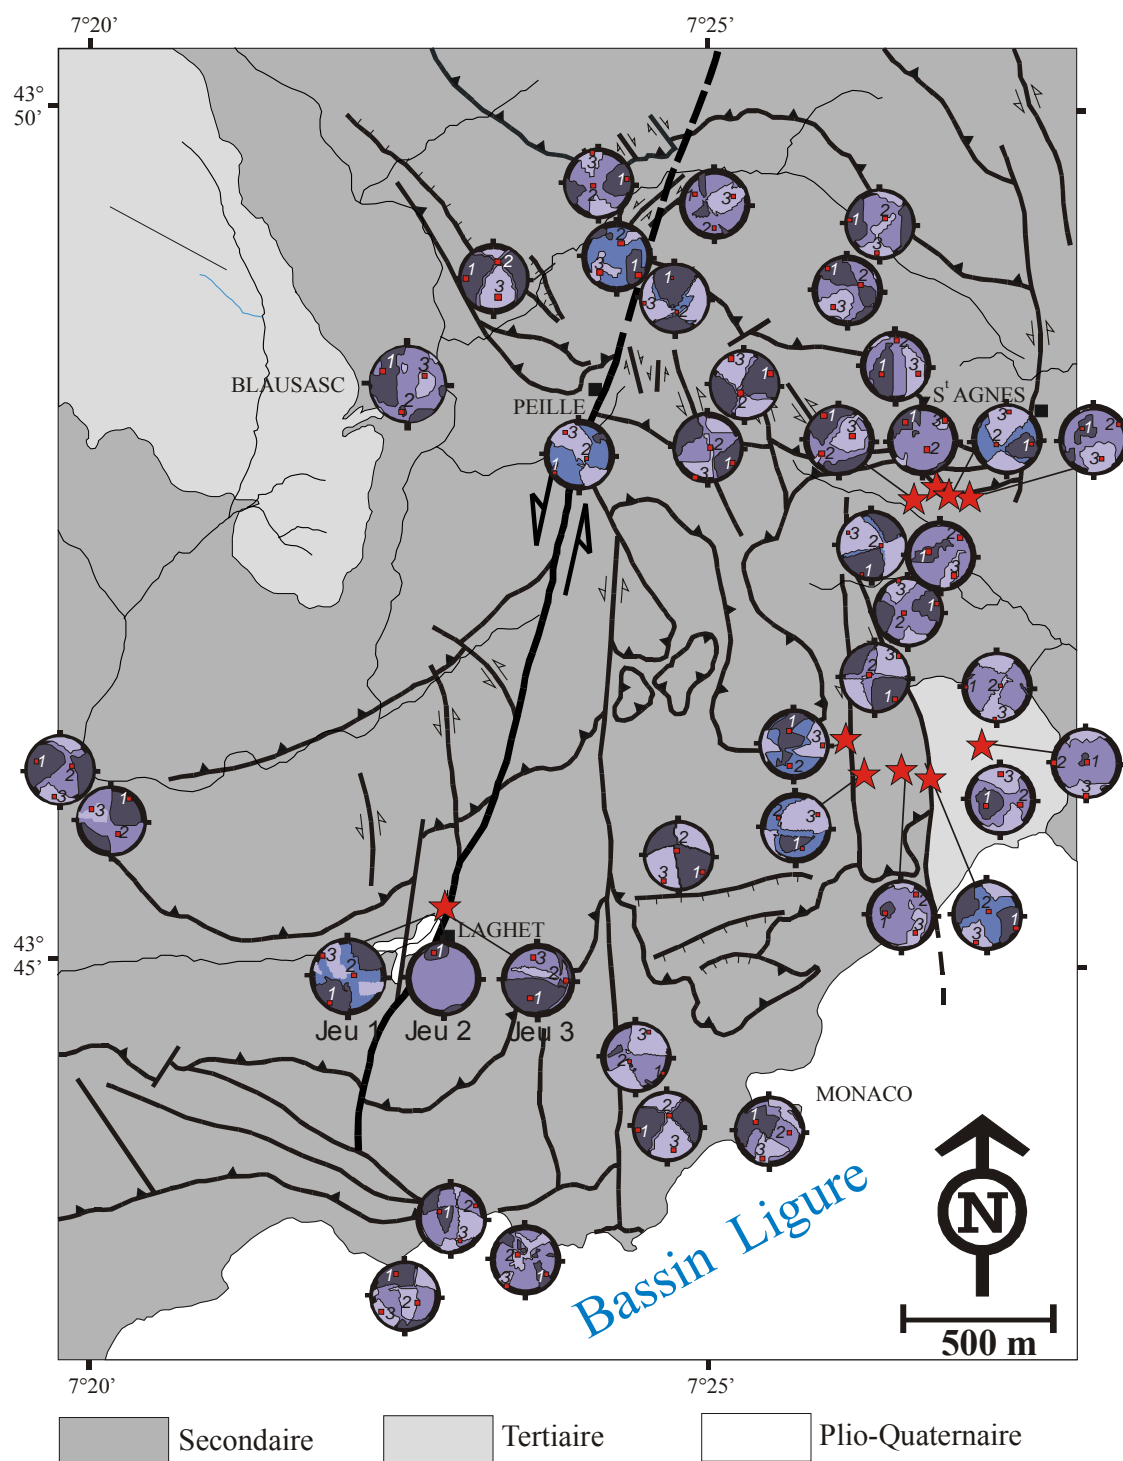 7°20’
7°25’
43°
50’
BLAUSASC
PEILLE
St AGNES
43°
45’
LAGHET
Jeu 1
Jeu 2
Jeu 3
MONACO
Bassin Ligure
N
500 m
7°20’
7°25’
Secondaire
Tertiaire
Plio-Quaternaire